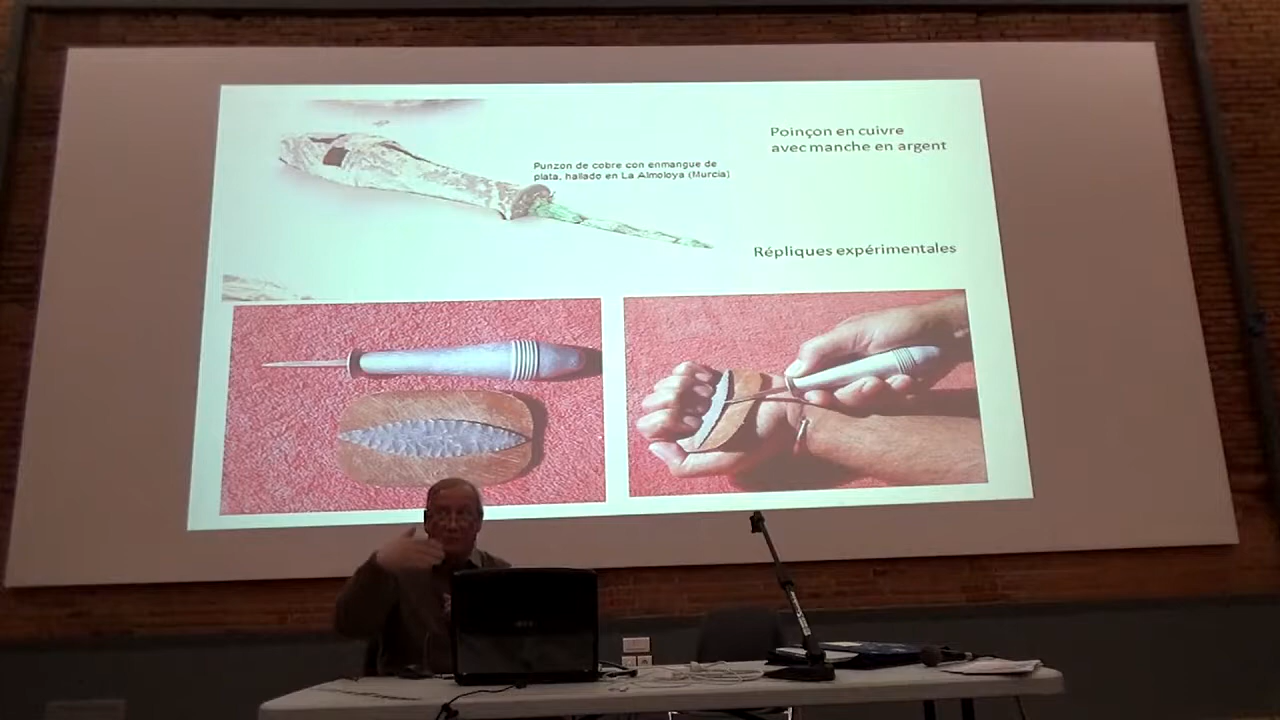 Poinçon en cuivre
avec manche en argent
Punzon de cobre con enmangue de
plata, hallado en La Almoloya (Murcia)
Répliques expérimentales